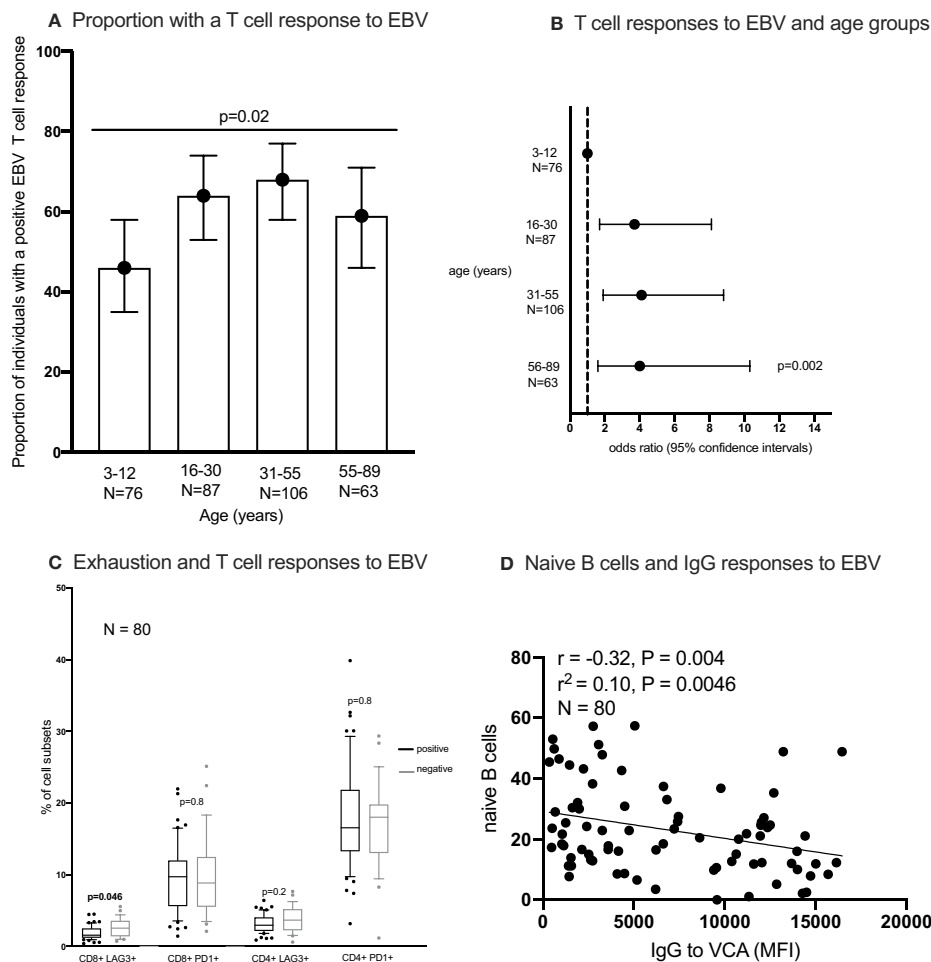 A Proportion with a T cell response to EBV
Proportion of individuals with a positive EBV T cell response
100
80
60
40
20
0
p=0.02
3-12 16-30 31-55 55-89
N=76 N=87 N=106 N=63
Age (years)
B T cell responses to EBV and age groups
3-12
N=76
16-30
N=87
age (years)
31-55
N=106
56-89
N=63
p=0.002
0 2 4 6 8 10 12 14
odds ratio (95% confidence intervals)
C Exhaustion and T cell responses to EBV
% of cell subsets
50
40
30
20
10
0
N = 80
p=0.046
p=0.8
p=0.2
p=0.8
positive
negative
CD8+ LAG3+ CD8+ PD1+ CD4+ LAG3+ CD4+ PD1+
D Naive B cells and IgG responses to EBV
r = -0.32, P = 0.004
r² = 0.10, P = 0.0046
N = 80
naive B cells
80
60
40
20
0
0 5000 10000 15000 20000
IgG to VCA (MFI)